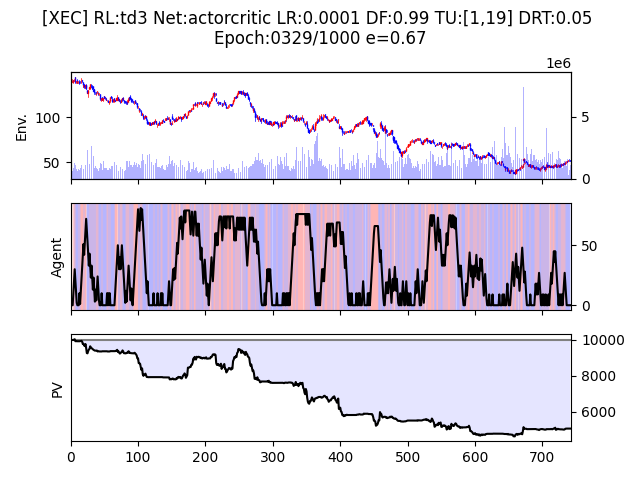 [XEC] RL:td3 Net:actorcritic LR:0.0001 DF:0.99 TU:[1,19] DRT:0.05
Epoch:0329/1000 e=0.67
1e6
Env.
100
50
5
0
Agent
50
0
PV
10000
8000
6000
0 100 200 300 400 500 600 700